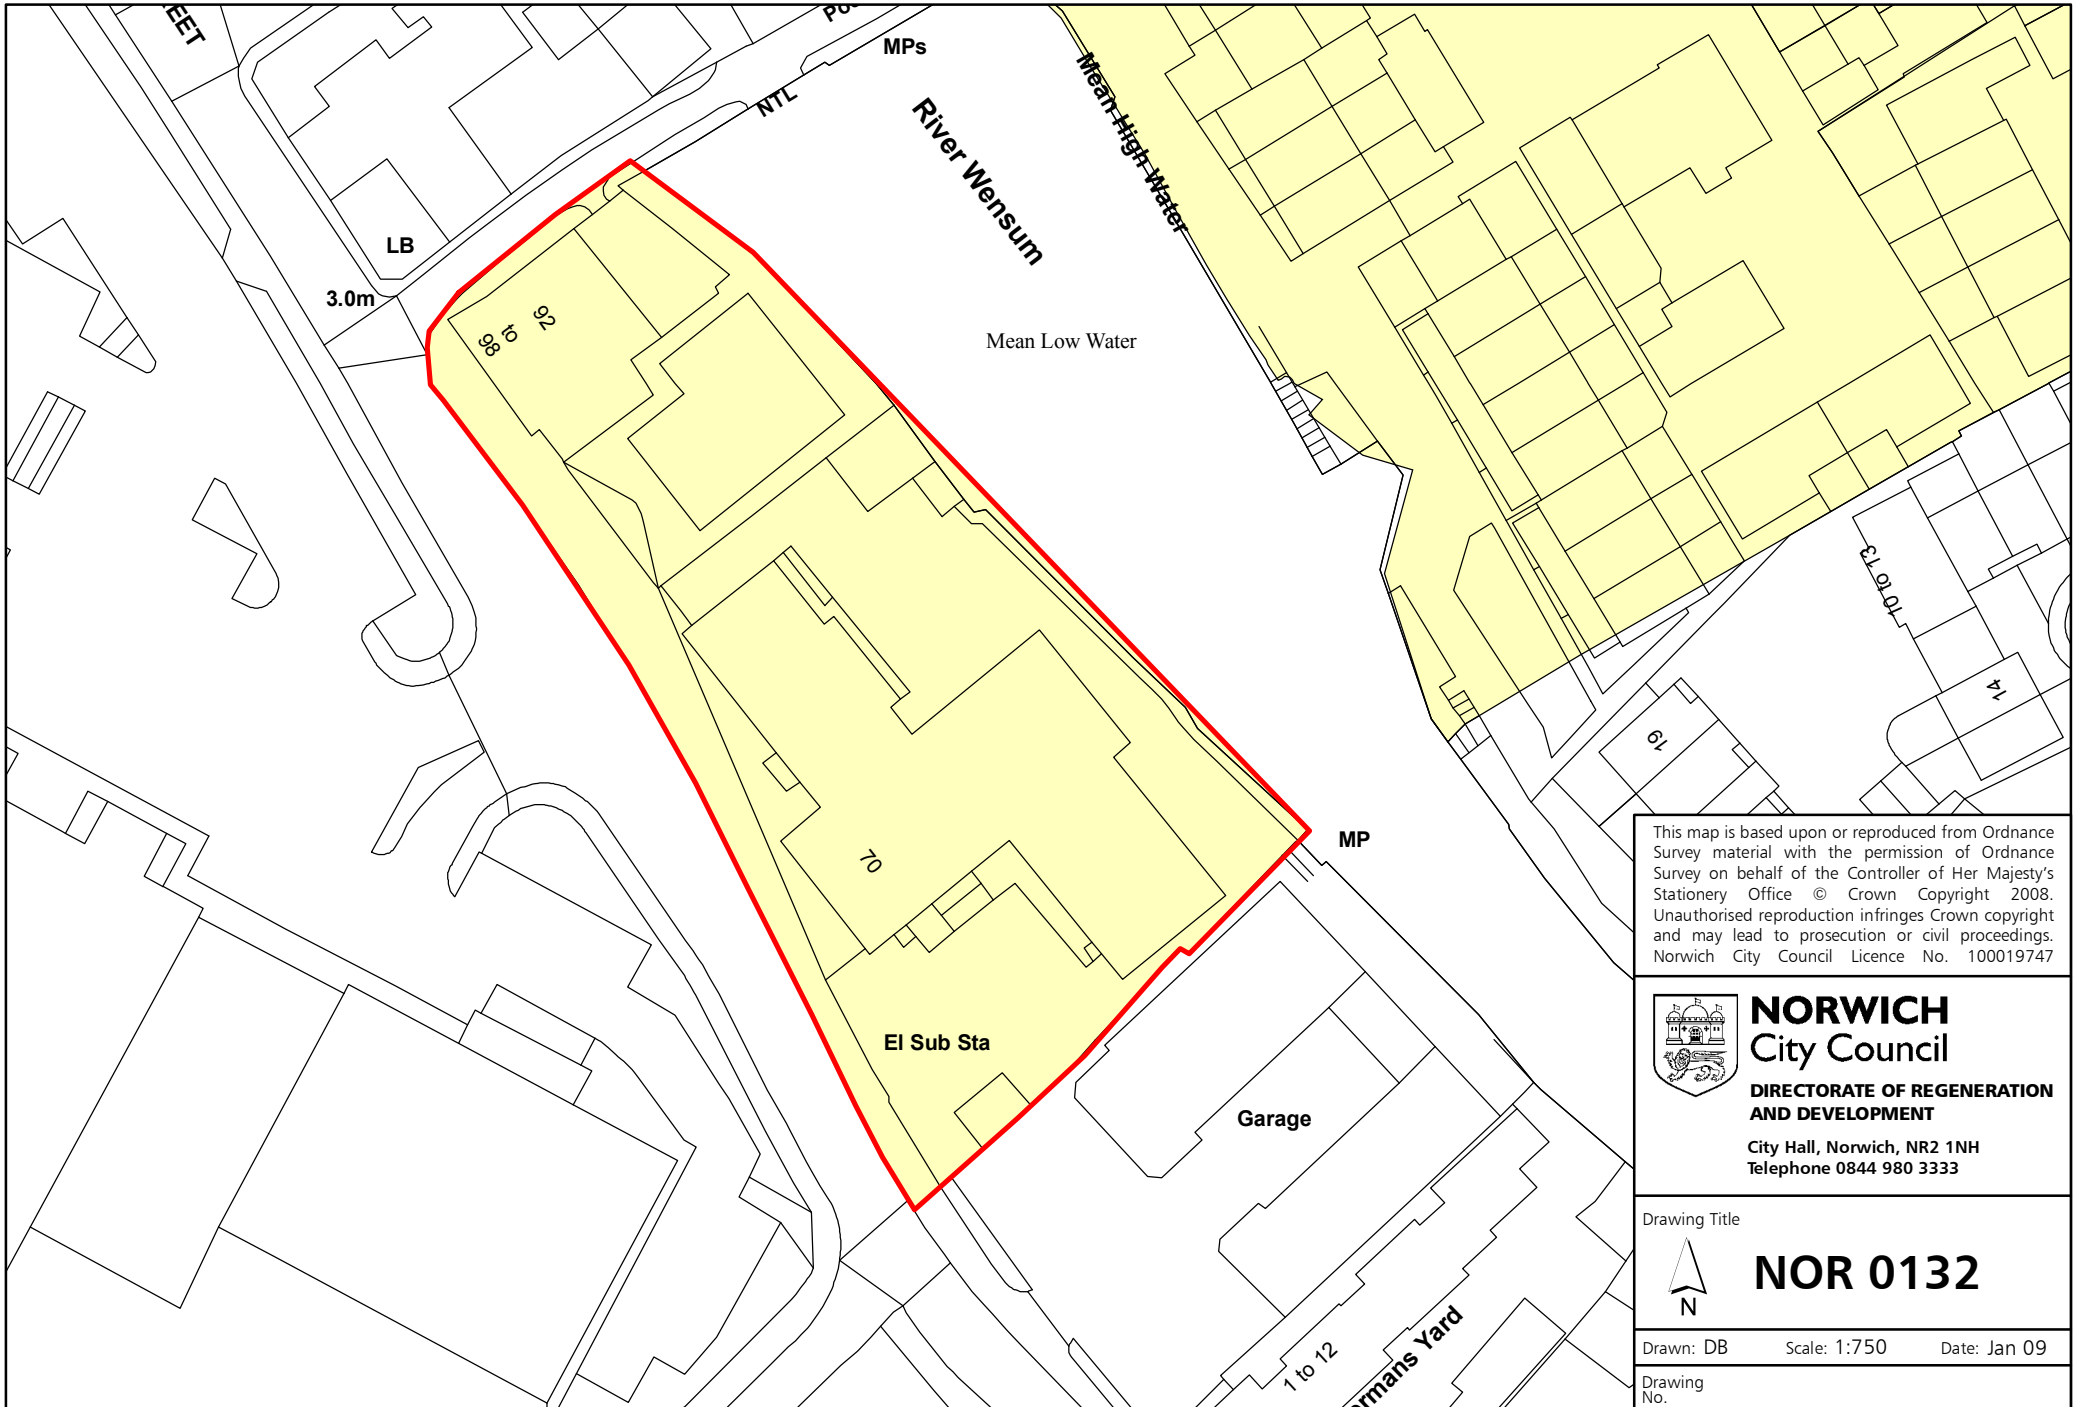 EET
MPs
NTL
River Wensum
Mean High Water
LB
3.0m
92
to
98
Mean Low Water
10 to 13
14
19
MP
70
El Sub Sta
Garage
1 to 12
ermans Yard
This map is based upon or reproduced from Ordnance
Survey material with the permission of Ordnance
Survey on behalf of the Controller of Her Majesty's
Stationery Office © Crown Copyright 2008.
Unauthorised reproduction infringes Crown copyright
and may lead to prosecution or civil proceedings.
Norwich City Council Licence No. 100019747
NORWICH
City Council
DIRECTORATE OF REGENERATION
AND DEVELOPMENT
City Hall, Norwich, NR2 1NH
Telephone 0844 980 3333
Drawing Title
N
NOR 0132
Drawn: DB Scale: 1:750 Date: Jan 09
Drawing
No.